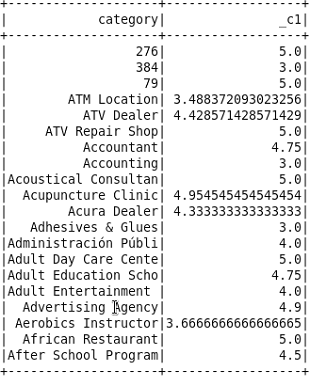 +--------------------+------------------+
|            category|               _c1|
+--------------------+------------------+
|                 276|               5.0|
|                 384|               3.0|
|                  79|               5.0|
|        ATM Location| 3.488372093023256|
|          ATV Dealer| 4.428571428571429|
|     ATV Repair Shop|               5.0|
|          Accountant|              4.75|
|          Accounting|               3.0|
|Acoustical Consultan|               5.0|
|  Acupuncture Clinic| 4.954545454545454|
|        Acura Dealer| 4.333333333333333|
|   Adhesives & Glues|               3.0|
|Administración Públi|               4.0|
|Adult Day Care Cente|               5.0|
|Adult Education Scho|              4.75|
|Adult Entertainment |               4.0|
|  Advertising Agency|               4.9|
| Aerobics Instructor|3.6666666666666665|
|  African Restaurant|               5.0|
|After School Program|               4.5|
+--------------------+------------------+